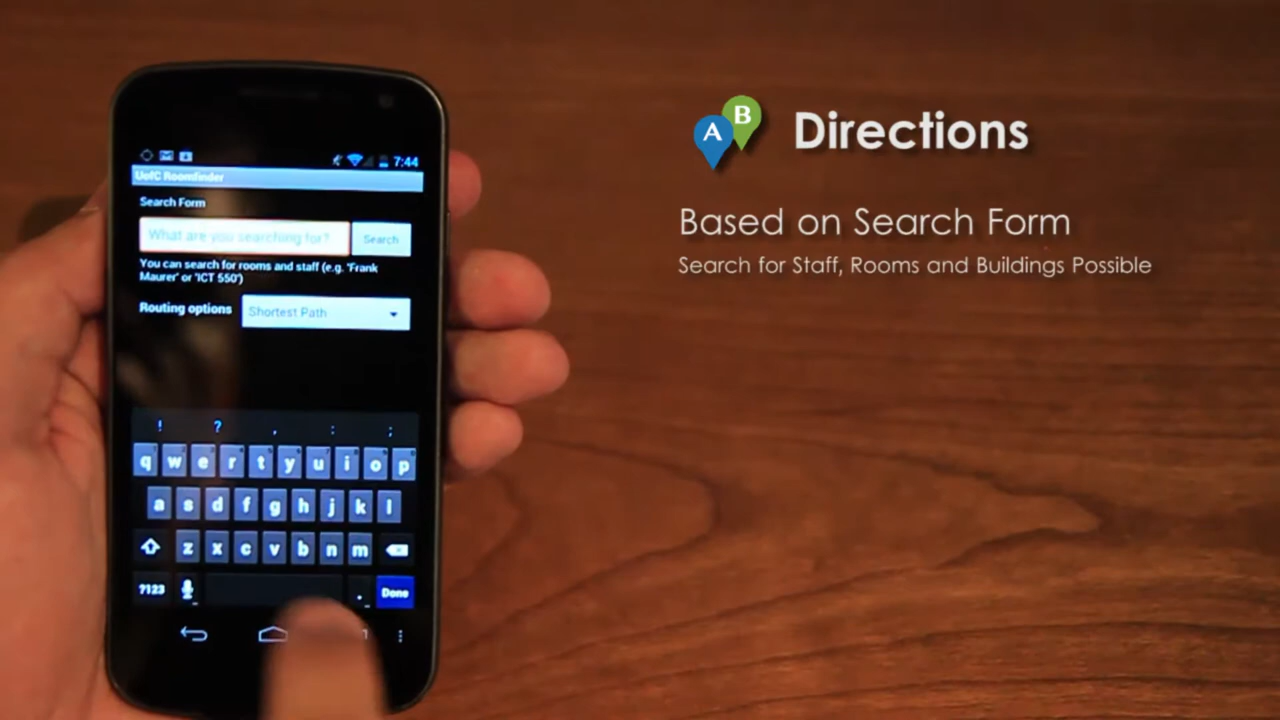 7:44
UofC Roomfinder
Search Form
What are you searching for?
Search
You can search for rooms and staff (e.g. 'Frank
Maurer' or 'ICT 550')
Routing options
Shortest Path
! ? , : ;
q w e r t y u i o p
a s d f g h j k l
z x c v b n m
?123 . Done
A B
Directions
Based on Search Form
Search for Staff, Rooms and Buildings Possible